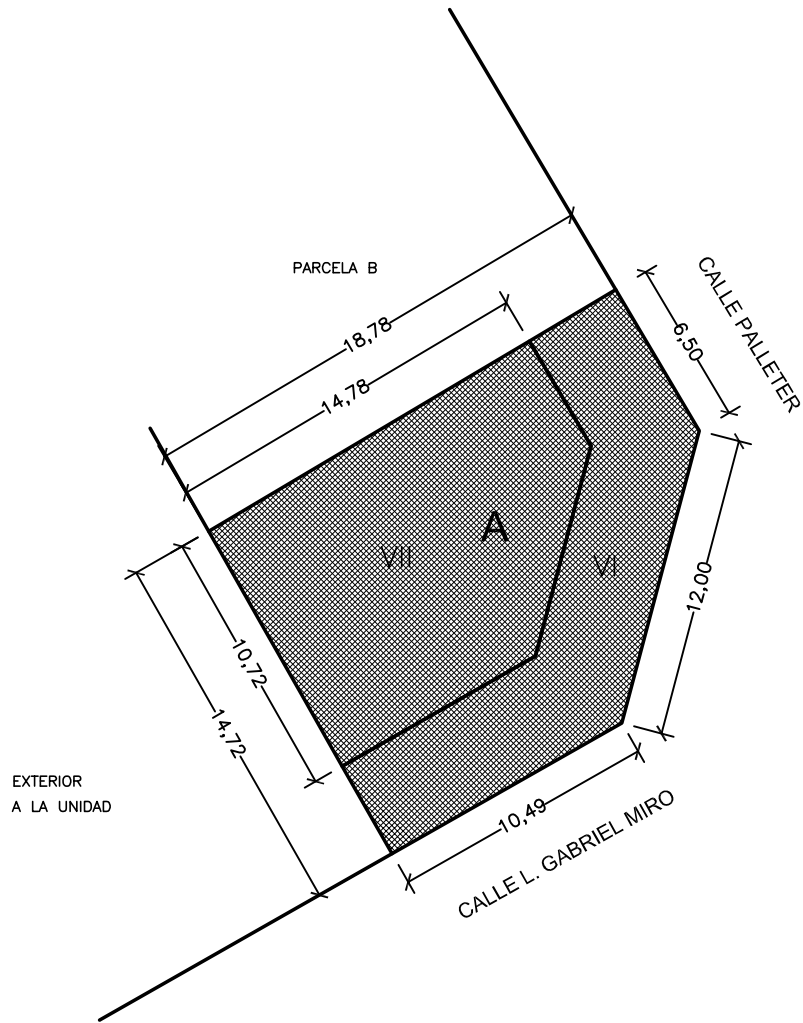 PARCELA B
CALLE PALLETER
18,78
6,50
14,78
A
VII
VI
12,00
10,72
14,72
EXTERIOR
A LA UNIDAD
10,49
CALLE L. GABRIEL MIRO